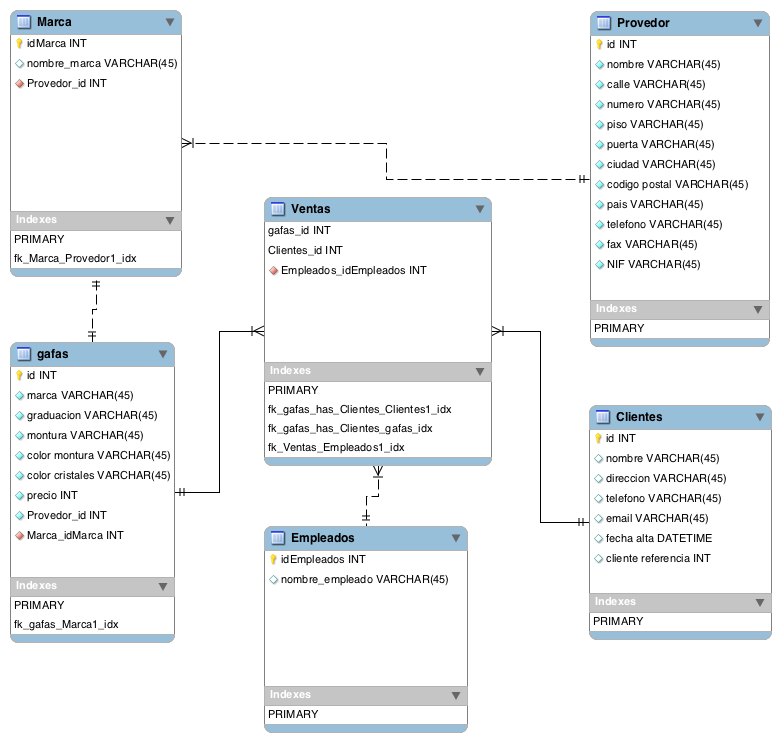 Marca
idMarca INT
nombre_marca VARCHAR(45)
Provedor_id INT
Indexes
PRIMARY
fk_Marca_Provedor1_idx
Provedor
id INT
nombre VARCHAR(45)
calle VARCHAR(45)
numero VARCHAR(45)
piso VARCHAR(45)
puerta VARCHAR(45)
ciudad VARCHAR(45)
codigo postal VARCHAR(45)
pais VARCHAR(45)
telefono VARCHAR(45)
fax VARCHAR(45)
NIF VARCHAR(45)
Indexes
PRIMARY
Ventas
gafas_id INT
Clientes_id INT
Empleados_idEmpleados INT
Indexes
PRIMARY
fk_gafas_has_Clientes_Clientes1_idx
fk_gafas_has_Clientes_gafas_idx
fk_Ventas_Empleados1_idx
gafas
id INT
marca VARCHAR(45)
graduacion VARCHAR(45)
montura VARCHAR(45)
color montura VARCHAR(45)
color cristales VARCHAR(45)
precio INT
Provedor_id INT
Marca_idMarca INT
Indexes
PRIMARY
fk_gafas_Marca1_idx
Clientes
id INT
nombre VARCHAR(45)
direccion VARCHAR(45)
telefono VARCHAR(45)
email VARCHAR(45)
fecha alta DATETIME
cliente referencia INT
Indexes
PRIMARY
Empleados
idEmpleados INT
nombre_empleado VARCHAR(45)
Indexes
PRIMARY